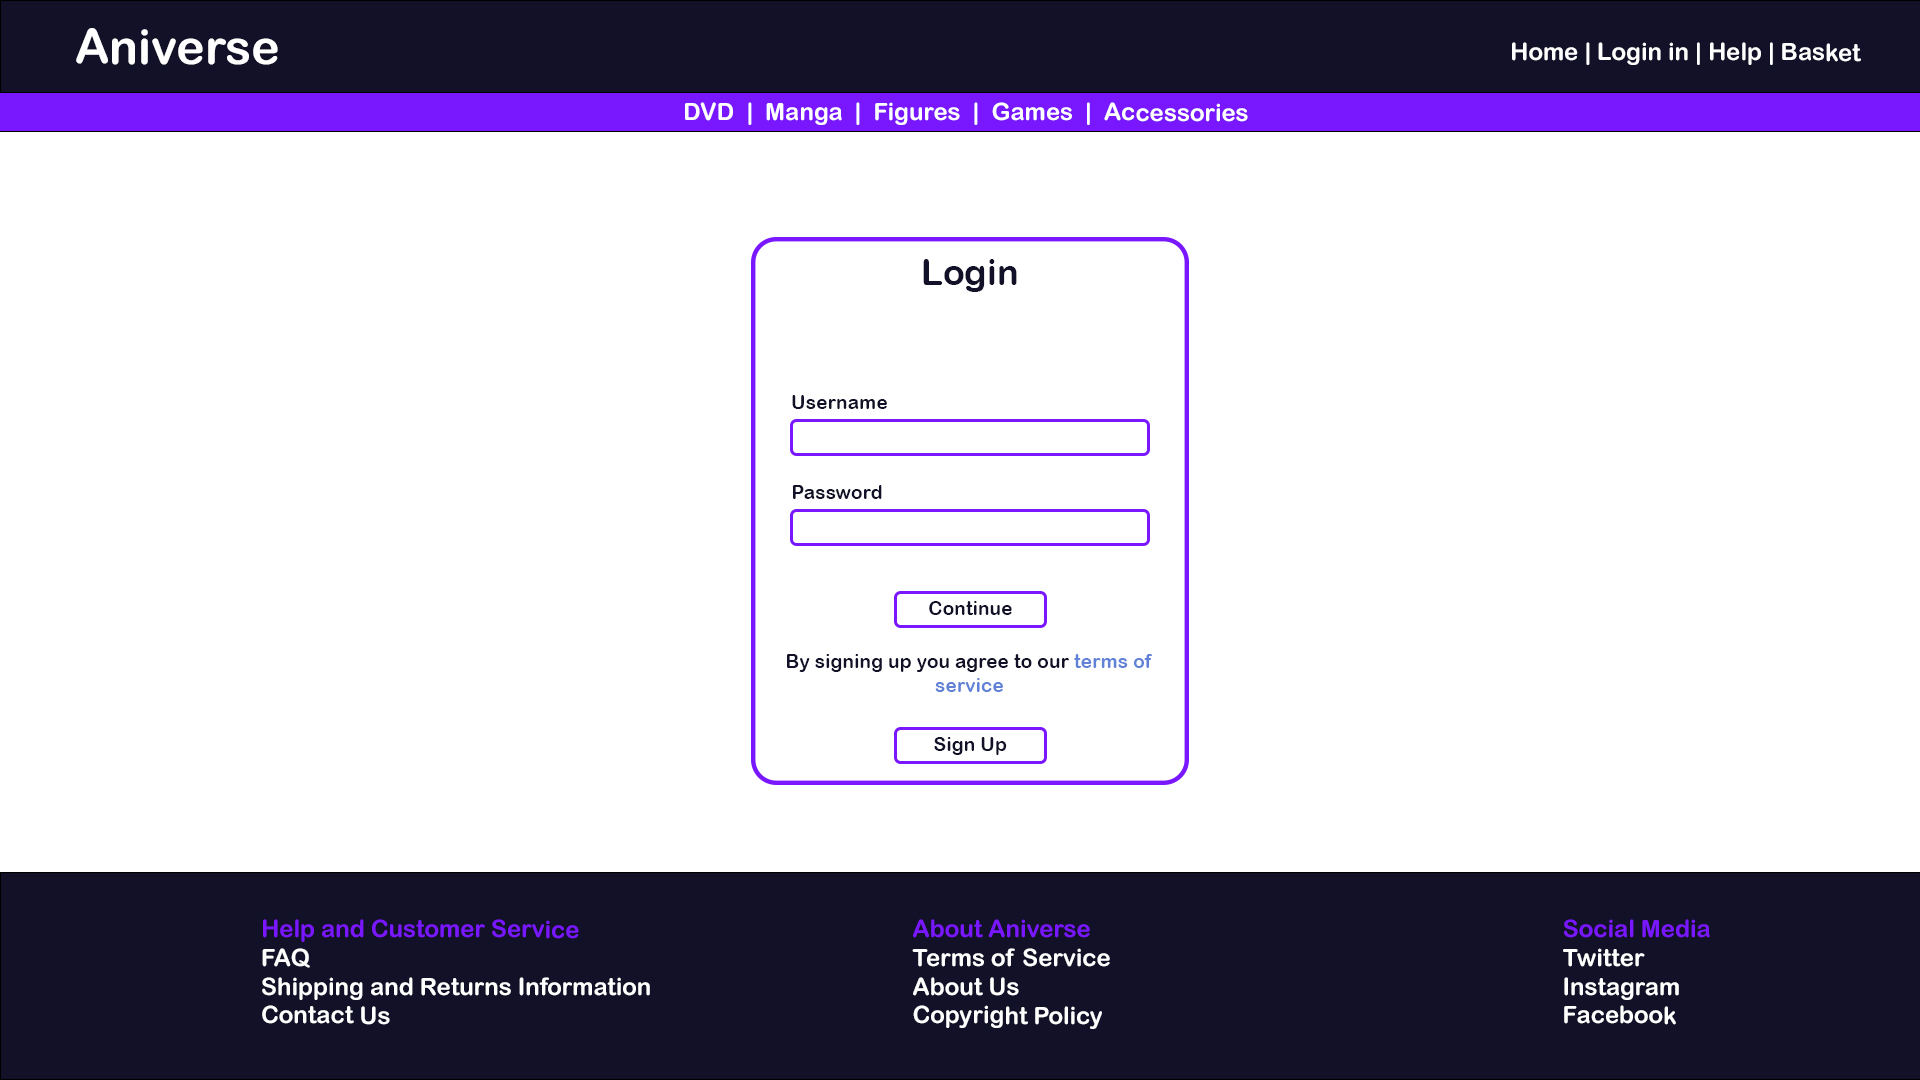 Aniverse
Home | Login in | Help | Basket
DVD | Manga | Figures | Games | Accessories
Login
Username
Password
Continue
By signing up you agree to our terms of
service
Sign Up
Help and Customer Service
FAQ
Shipping and Returns Information
Contact Us
About Aniverse
Terms of Service
About Us
Copyright Policy
Social Media
Twitter
Instagram
Facebook